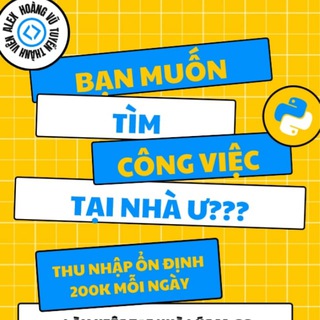 ALEX HOÀNG VŨ TUYỂN THÀNH VIÊN
BẠN MUỐN
TÌM
CÔNG VIỆC
TẠI NHÀ Ư???
THU NHẬP ỔN ĐỊNH
200K MỖI NGÀY